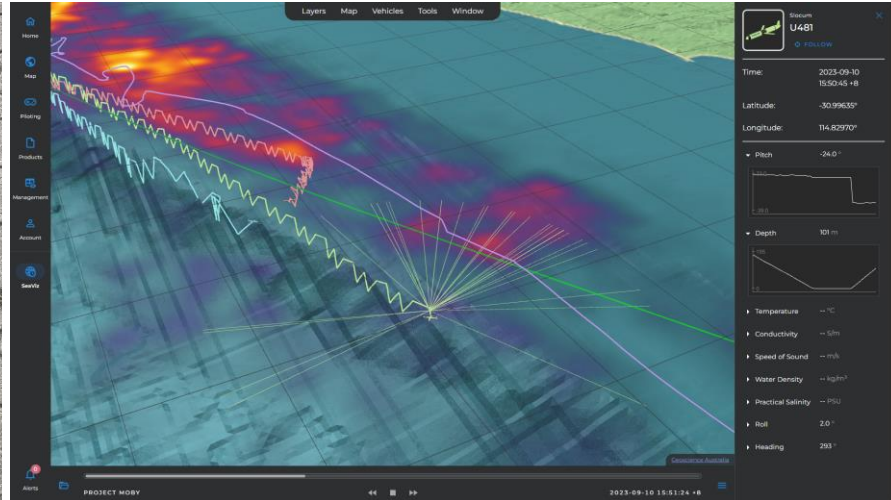 Layers Map Vehicles Tools Window
Home
Map
Piloting
Products
Management
Account
SeeViz
Alerts
Slocum
U481
FOLLOW
Time: 2023-09-10
15:50:45 +8
Latitude: -30.99635°
Longitude: 114.82970°
Pitch -24.0 °
Depth 101 m
Temperature -- °C
Conductivity -- S/m
Speed of Sound -- m/s
Water Density -- kg/m³
Practical Salinity -- PSU
Roll 2.0 °
Heading 293 °
Geoscience Australia
PROJECT MOBY
2023-09-10 15:51:24 +8